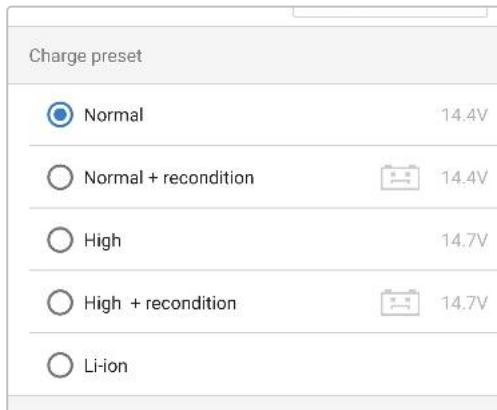 Charge preset
Normal 14.4V
Normal + recondition 14.4V
High 14.7V
High + recondition 14.7V
Li-ion